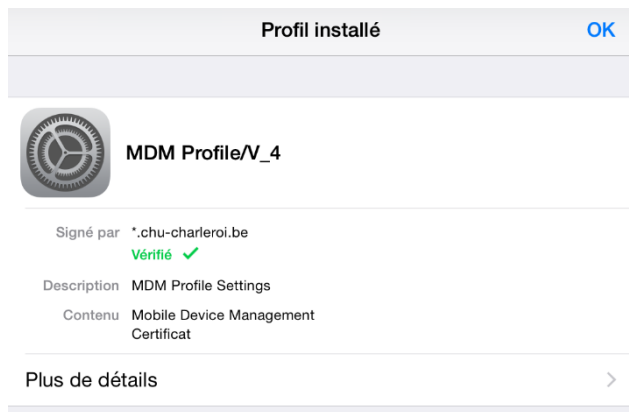 Profil installé OK
MDM Profile/V_4
Signé par *.chu-charleroi.be
Vérifié ✓
Description MDM Profile Settings
Contenu Mobile Device Management
Certificat
Plus de détails